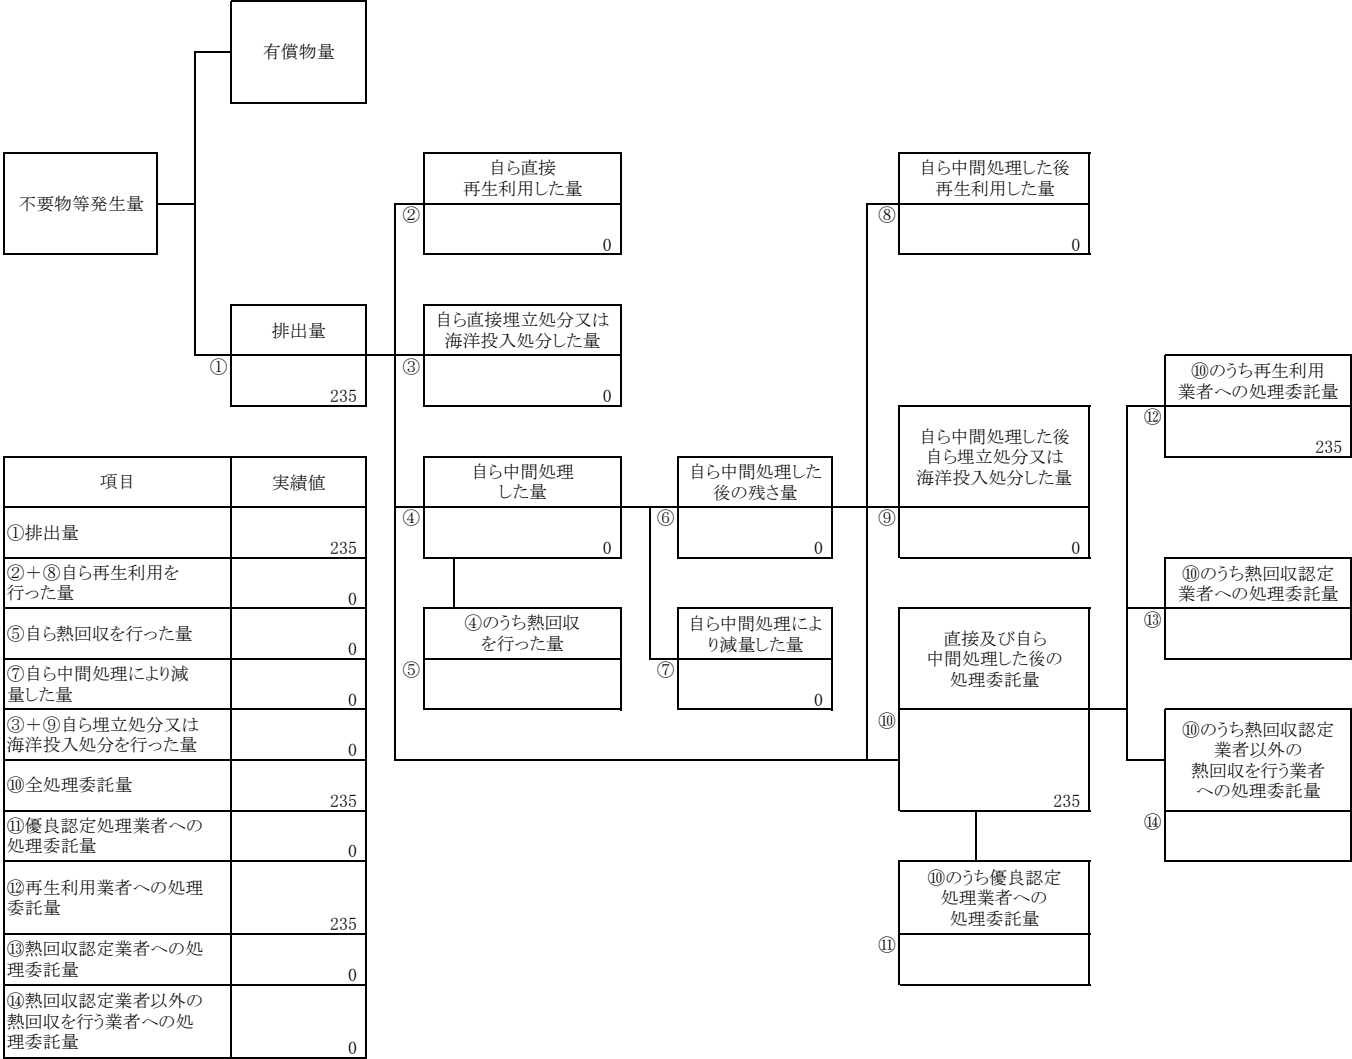 有償物量
不要物等発生量
自ら直接
再生利用した量
②
0
自ら中間処理した後
再生利用した量
⑧
0
排出量
①
235
自ら直接埋立処分又は
海洋投入処分した量
③
0
⑩のうち再生利用
業者への処理委託量
⑫
235
自ら中間処理した後
自ら埋立処分又は
海洋投入処分した量
⑨
0
自ら中間処理
した量
④
0
自ら中間処理した
後の残さ量
⑥
0
⑩のうち熱回収認定
業者への処理委託量
⑬
④のうち熱回収
を行った量
⑤
自ら中間処理によ
り減量した量
⑦
0
直接及び自ら
中間処理した後の
処理委託量
⑩
235
⑩のうち熱回収認定
業者以外の
熱回収を行う業者
への処理委託量
⑭
⑩のうち優良認定
処理業者への
処理委託量
⑪
項目 実績値
①排出量
235
②＋⑧自ら再生利用を
行った量
0
⑤自ら熱回収を行った量
0
⑦自ら中間処理により減
量した量
0
③＋⑨自ら埋立処分又は
海洋投入処分を行った量
0
⑩全処理委託量
235
⑪優良認定処理業者への
処理委託量
0
⑫再生利用業者への処理
委託量
235
⑬熱回収認定業者への処
理委託量
0
⑭熱回収認定業者以外の
熱回収を行う業者への処
理委託量
0